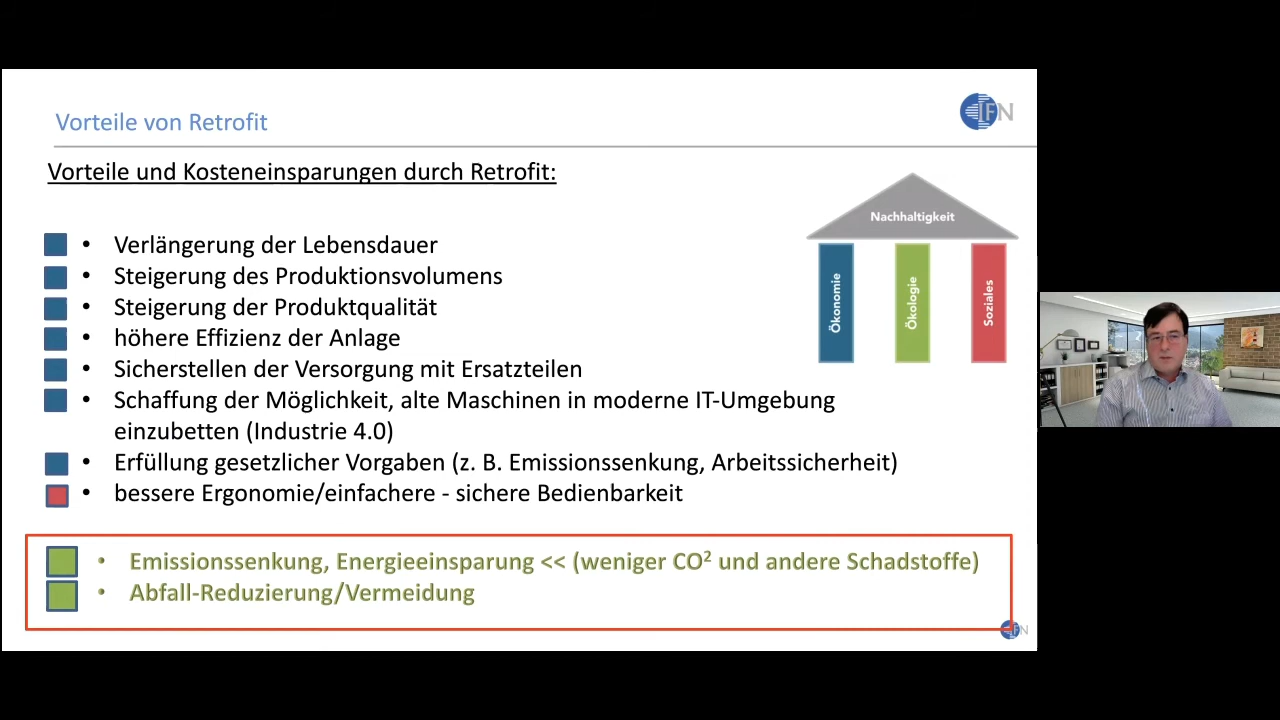 Vorteile von Retrofit
IFN
Vorteile und Kosteneinsparungen durch Retrofit:
Nachhaltigkeit
Ökonomie
Ökologie
Soziales
• Verlängerung der Lebensdauer
• Steigerung des Produktionsvolumens
• Steigerung der Produktqualität
• höhere Effizienz der Anlage
• Sicherstellen der Versorgung mit Ersatzteilen
• Schaffung der Möglichkeit, alte Maschinen in moderne IT-Umgebung
einzubetten (Industrie 4.0)
• Erfüllung gesetzlicher Vorgaben (z. B. Emissionssenkung, Arbeitssicherheit)
• bessere Ergonomie/einfachere - sichere Bedienbarkeit
• Emissionssenkung, Energieeinsparung << (weniger CO² und andere Schadstoffe)
• Abfall-Reduzierung/Vermeidung
IFN